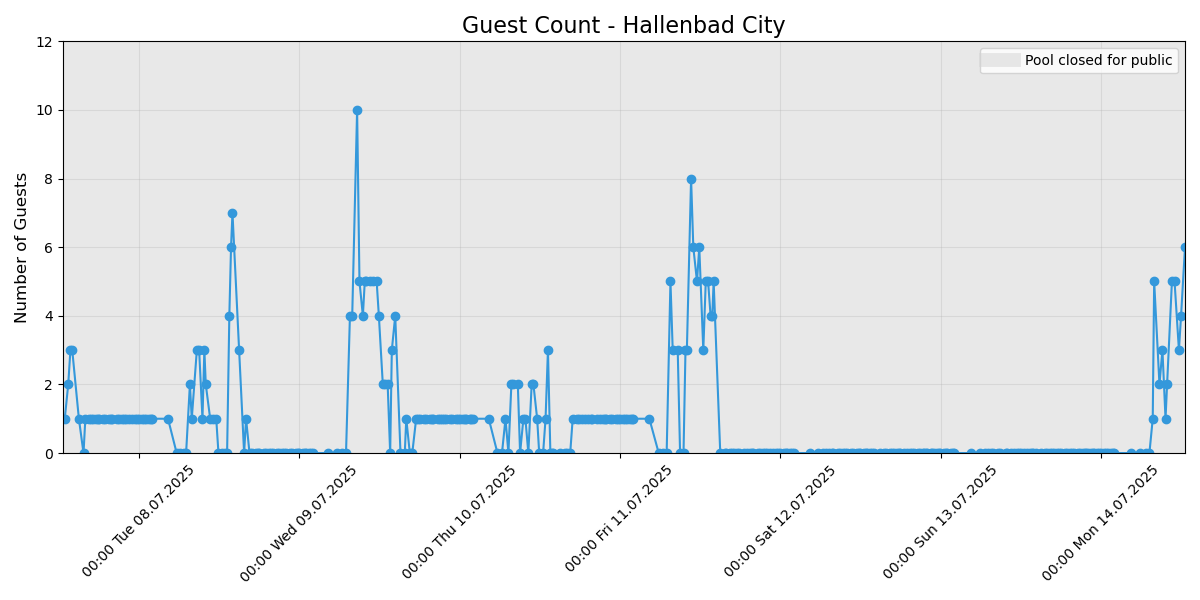 Guest Count - Hallenbad City
Pool closed for public
Number of Guests
12
10
8
6
4
2
0
00:00 Tue 08.07.2025
00:00 Wed 09.07.2025
00:00 Thu 10.07.2025
00:00 Fri 11.07.2025
00:00 Sat 12.07.2025
00:00 Sun 13.07.2025
00:00 Mon 14.07.2025